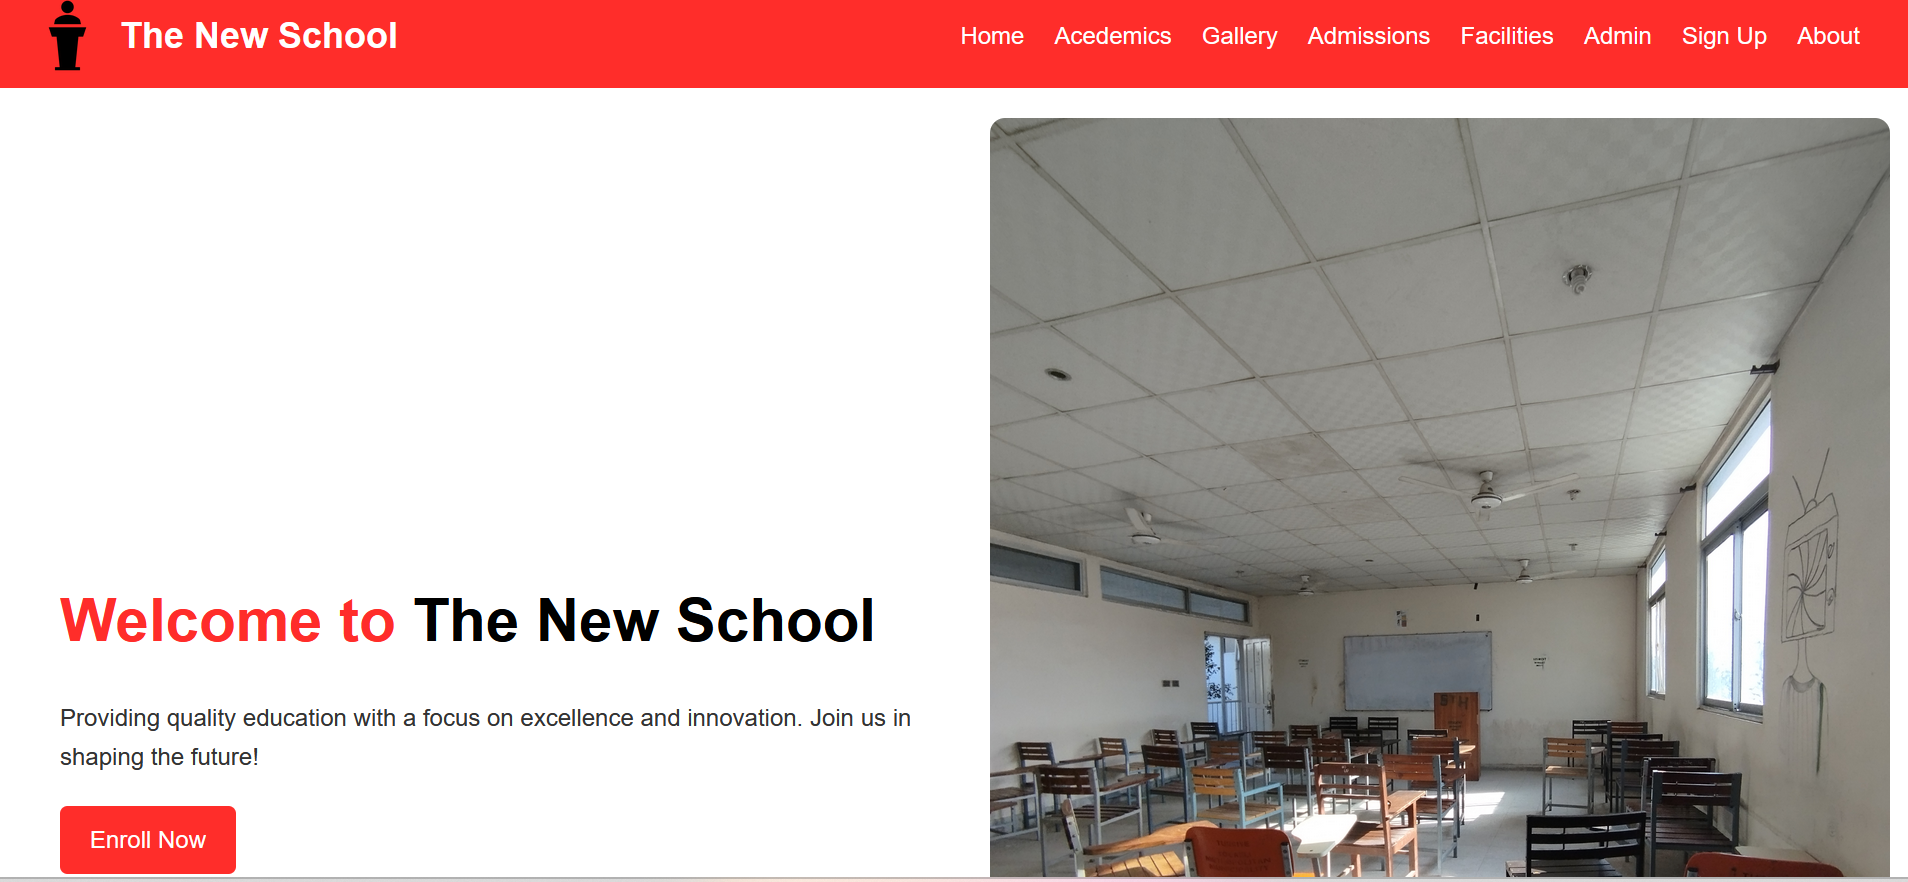 The New School
Home Acedemics Gallery Admissions Facilities Admin Sign Up About
Welcome to The New School
Providing quality education with a focus on excellence and innovation. Join us in
shaping the future!
Enroll Now